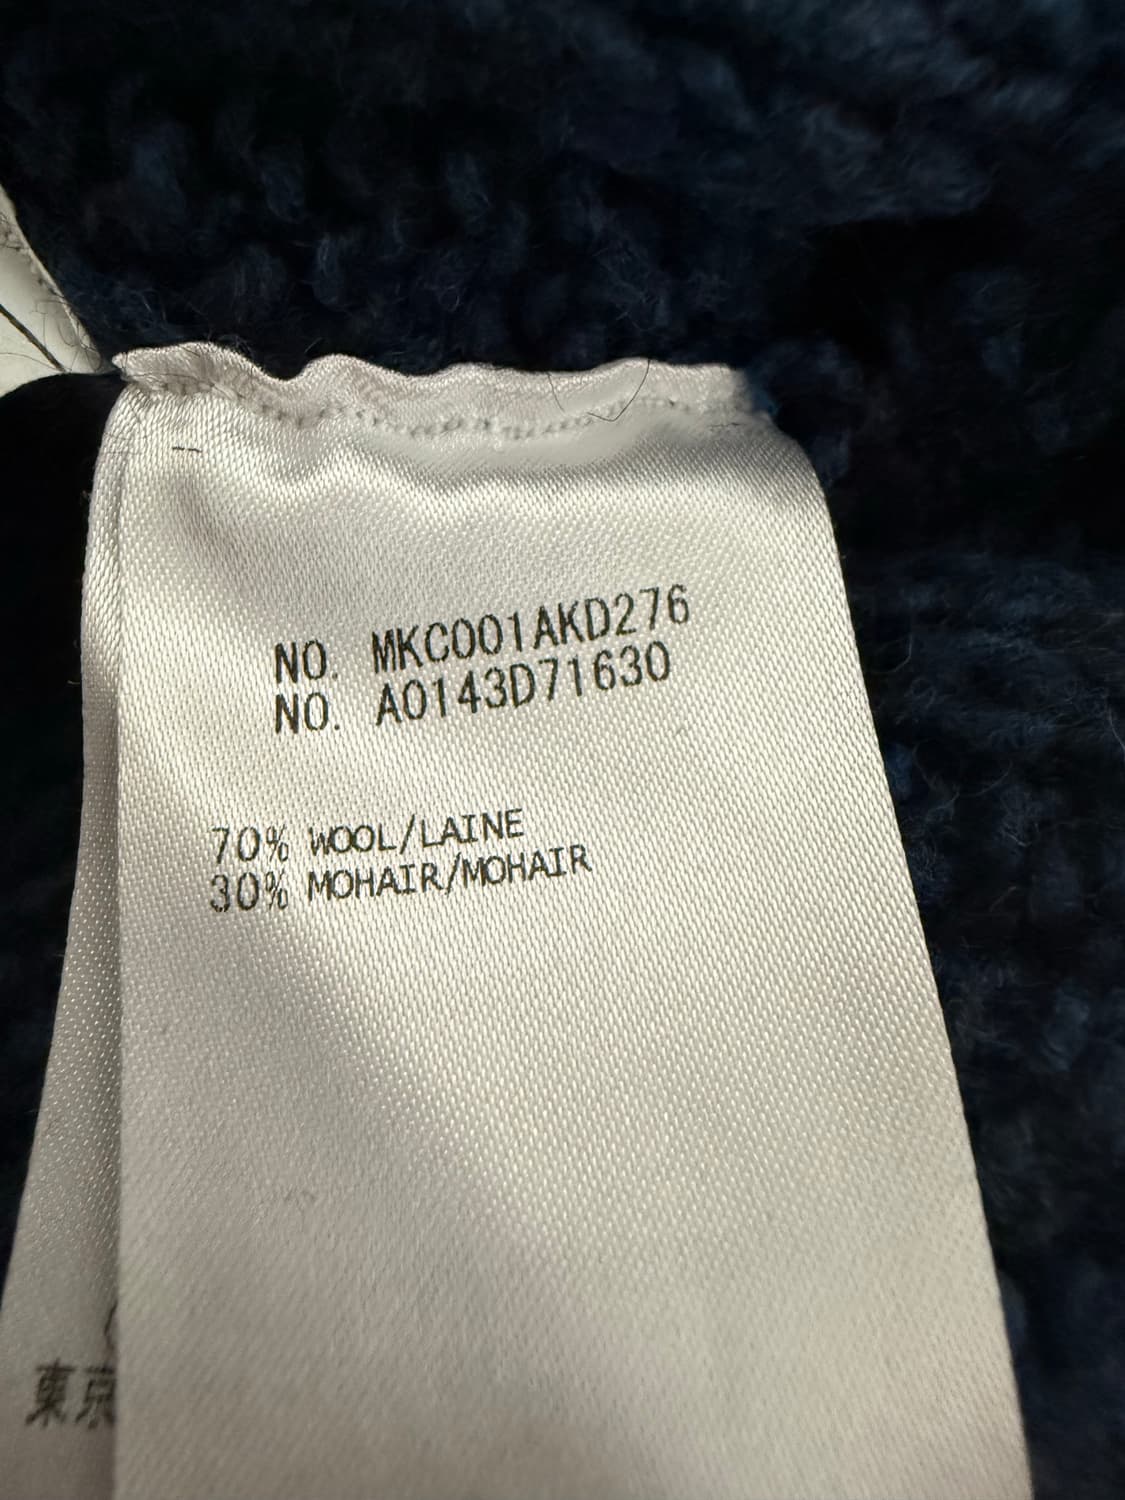 NO. MKC001AKD276
NO. A0143D71630
70% WOOL/LAINE
30% MOHAIR/MOHAIR
東京